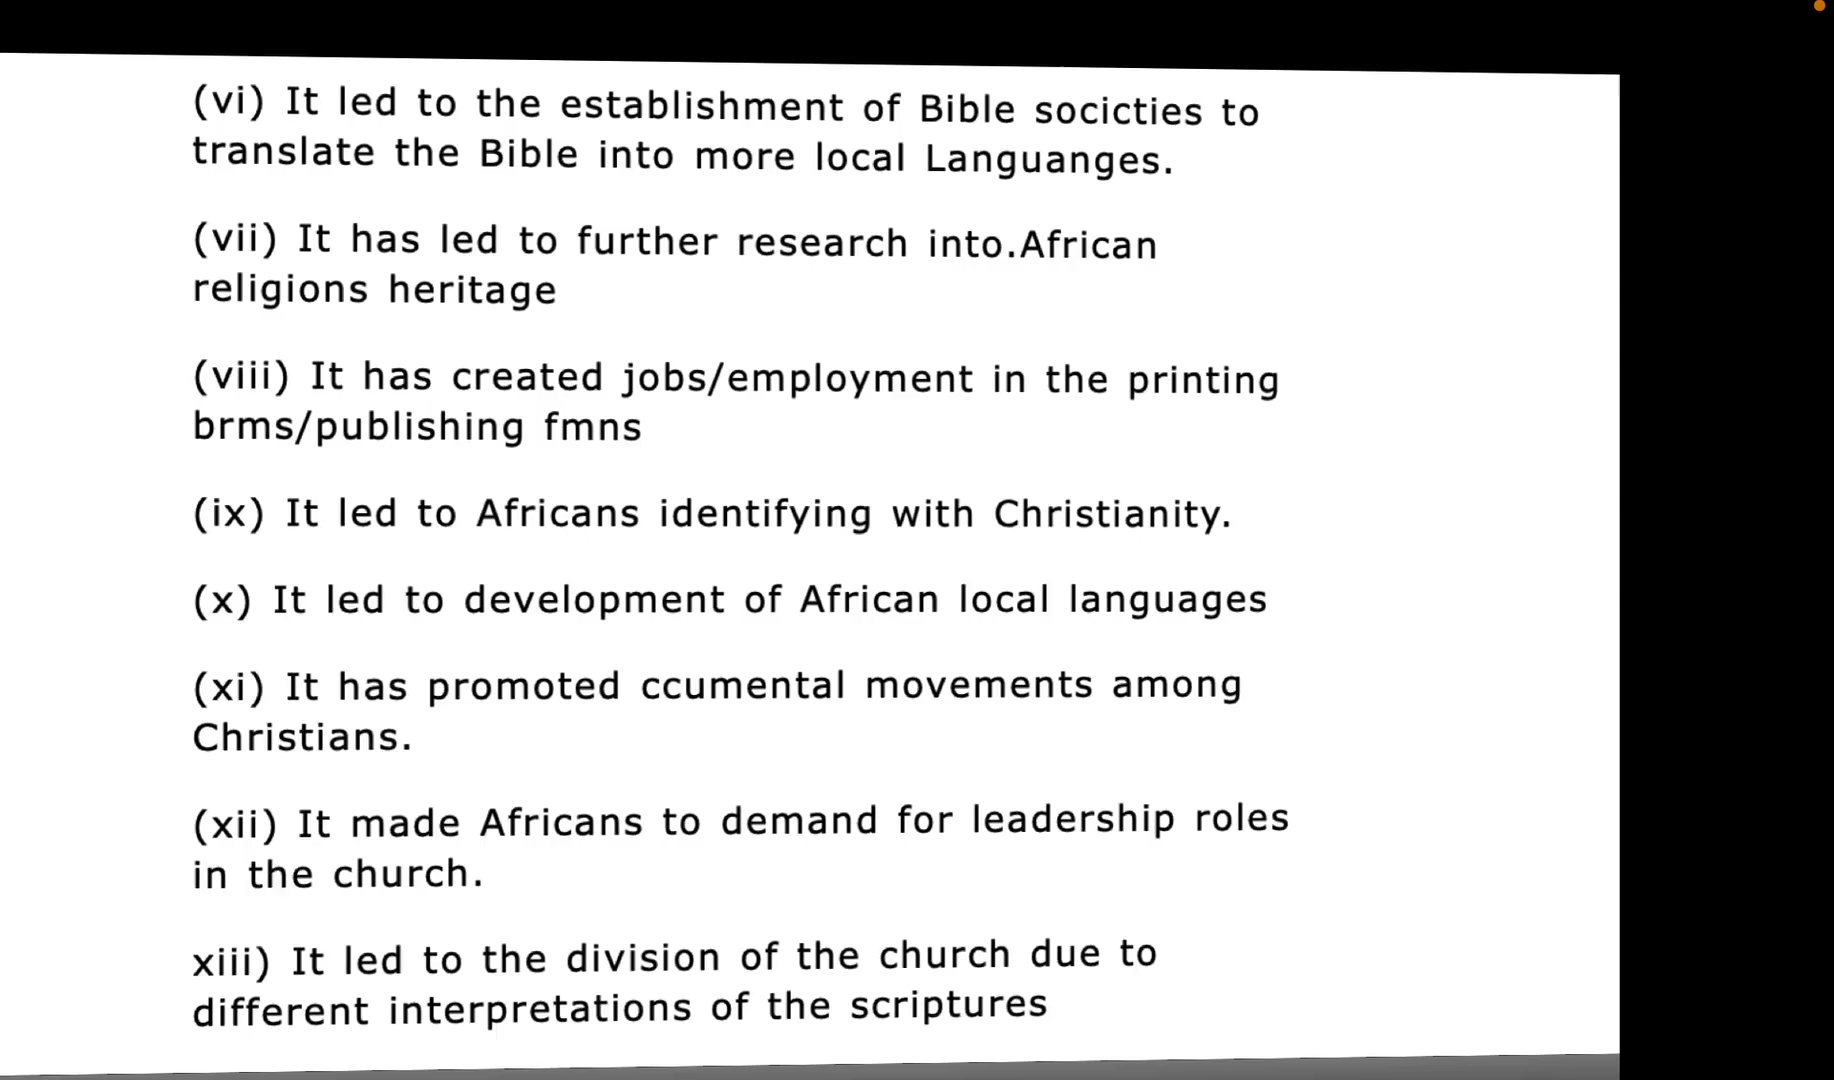 (vi) It led to the establishment of Bible socicties to
translate the Bible into more local Languanges.
(vii) It has led to further research into.African
religions heritage
(viii) It has created jobs/employment in the printing
brms/publishing fmns
(ix) It led to Africans identifying with Christianity.
(x) It led to development of African local languages
(xi) It has promoted ccumental movements among
Christians.
(xii) It made Africans to demand for leadership roles
in the church.
xiii) It led to the division of the church due to
different interpretations of the scriptures